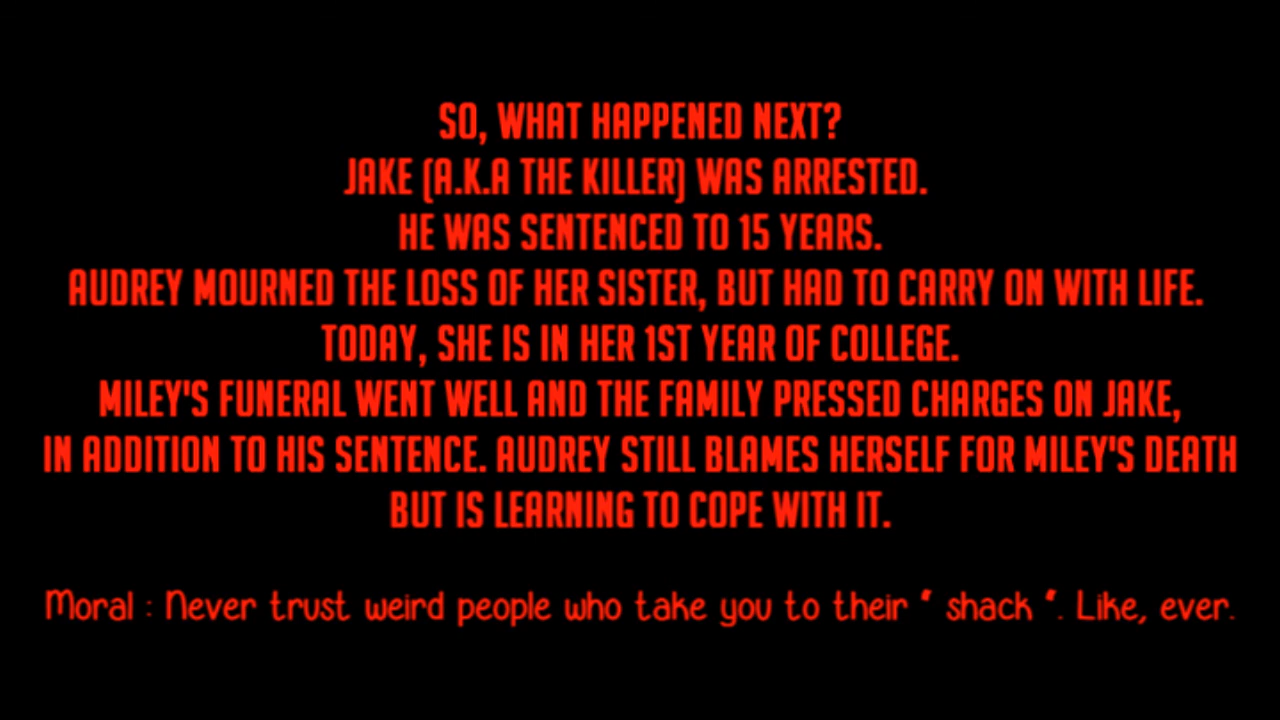 SO, WHAT HAPPENED NEXT?
JAKE (A.K.A THE KILLER) WAS ARRESTED.
HE WAS SENTENCED TO 15 YEARS.
AUDREY MOURNED THE LOSS OF HER SISTER, BUT HAD TO CARRY ON WITH LIFE.
TODAY, SHE IS IN HER 1ST YEAR OF COLLEGE.
MILEY'S FUNERAL WENT WELL AND THE FAMILY PRESSED CHARGES ON JAKE,
IN ADDITION TO HIS SENTENCE. AUDREY STILL BLAMES HERSELF FOR MILEY'S DEATH
BUT IS LEARNING TO COPE WITH IT.
Moral : Never trust weird people who take you to their " shack ". Like, ever.